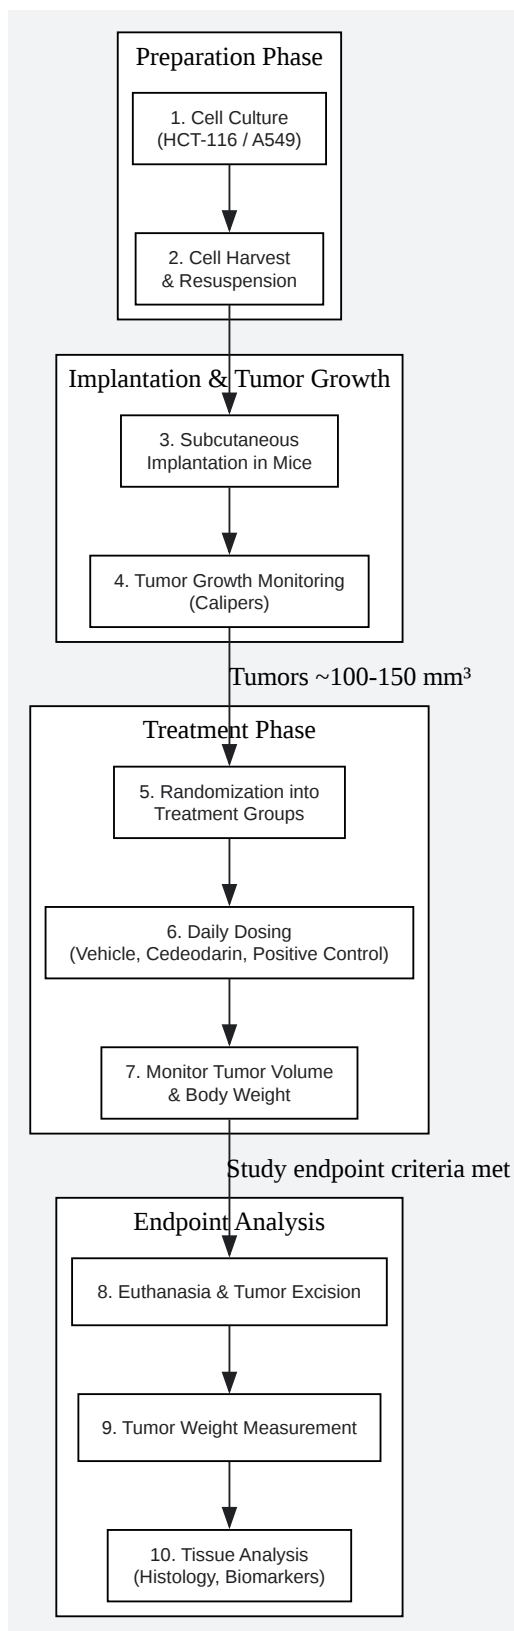 Preparation Phase
1. Cell Culture
(HCT-116 / A549)
2. Cell Harvest
& Resuspension
Implantation & Tumor Growth
3. Subcutaneous
Implantation in Mice
4. Tumor Growth Monitoring
(Calipers)
Tumors ~100-150 mm³
Treatment Phase
5. Randomization into
Treatment Groups
6. Daily Dosing
(Vehicle, Cedeodarin, Positive Control)
7. Monitor Tumor Volume
& Body Weight
Study endpoint criteria met
Endpoint Analysis
8. Euthanasia & Tumor Excision
9. Tumor Weight Measurement
10. Tissue Analysis
(Histology, Biomarkers)